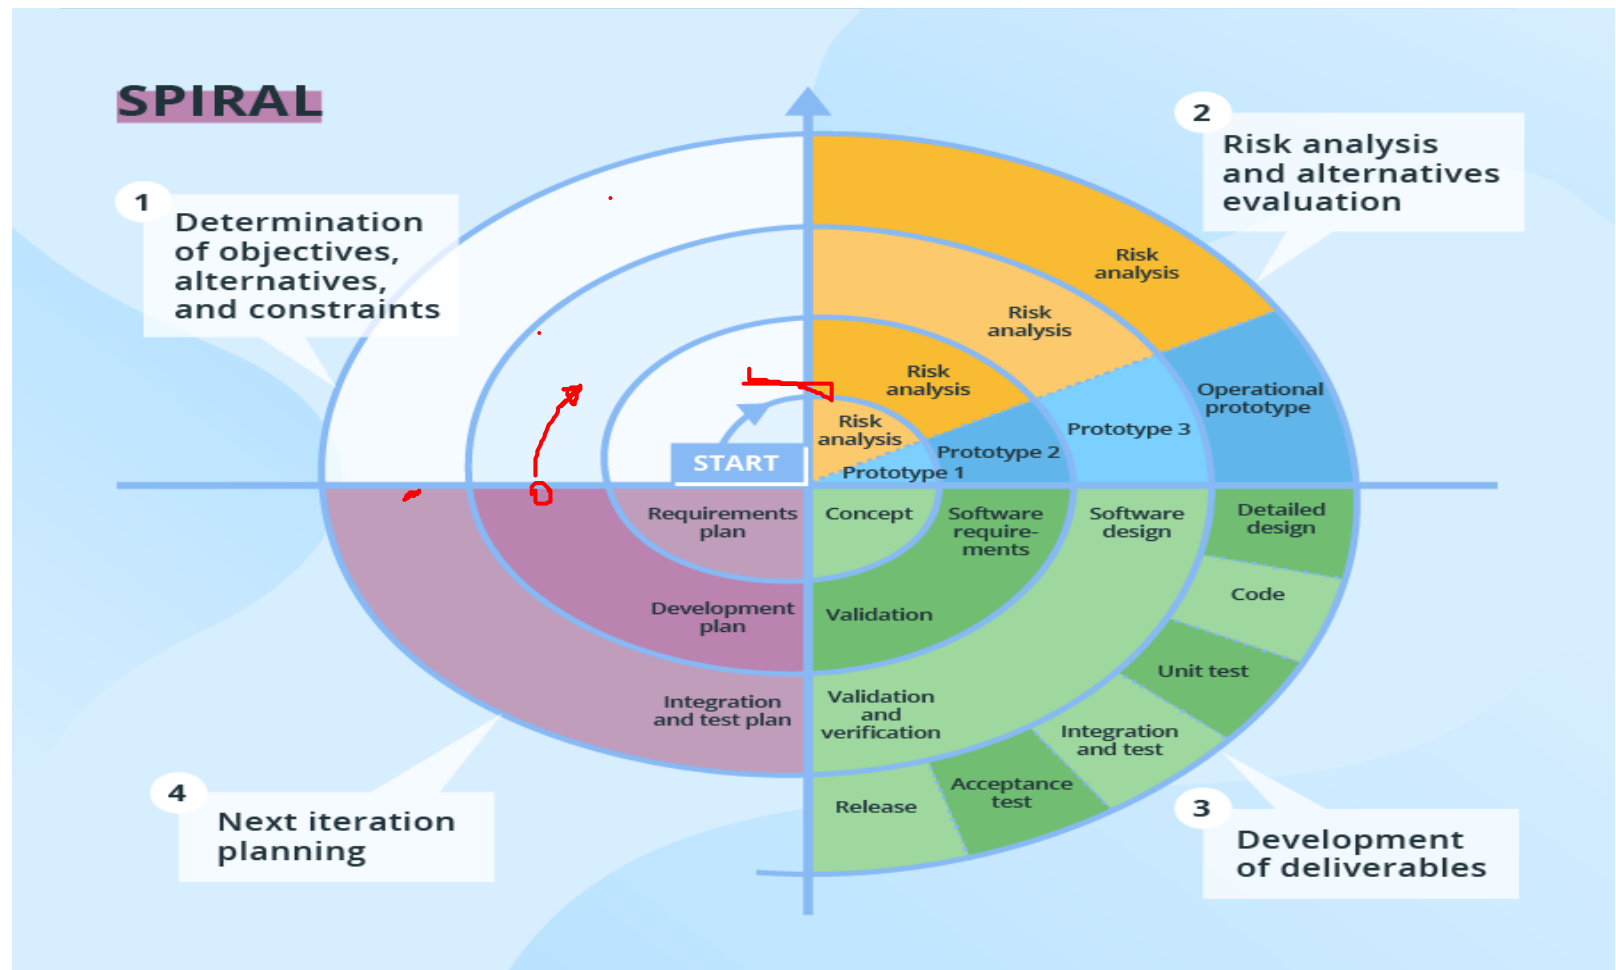 SPIRAL
1
Determination
of objectives,
alternatives,
and constraints
2
Risk analysis
and alternatives
evaluation
Risk
analysis
Risk
analysis
Risk
analysis
Risk
analysis
Operational
prototype
Prototype 3
Prototype 2
Prototype 1
START
Requirements
plan
Concept
Software
require-
ments
Software
design
Detailed
design
Code
Development
plan
Validation
Unit test
Integration
and test plan
Validation
and
verification
Integration
and test
Acceptance
test
Release
4
Next iteration
planning
3
Development
of deliverables